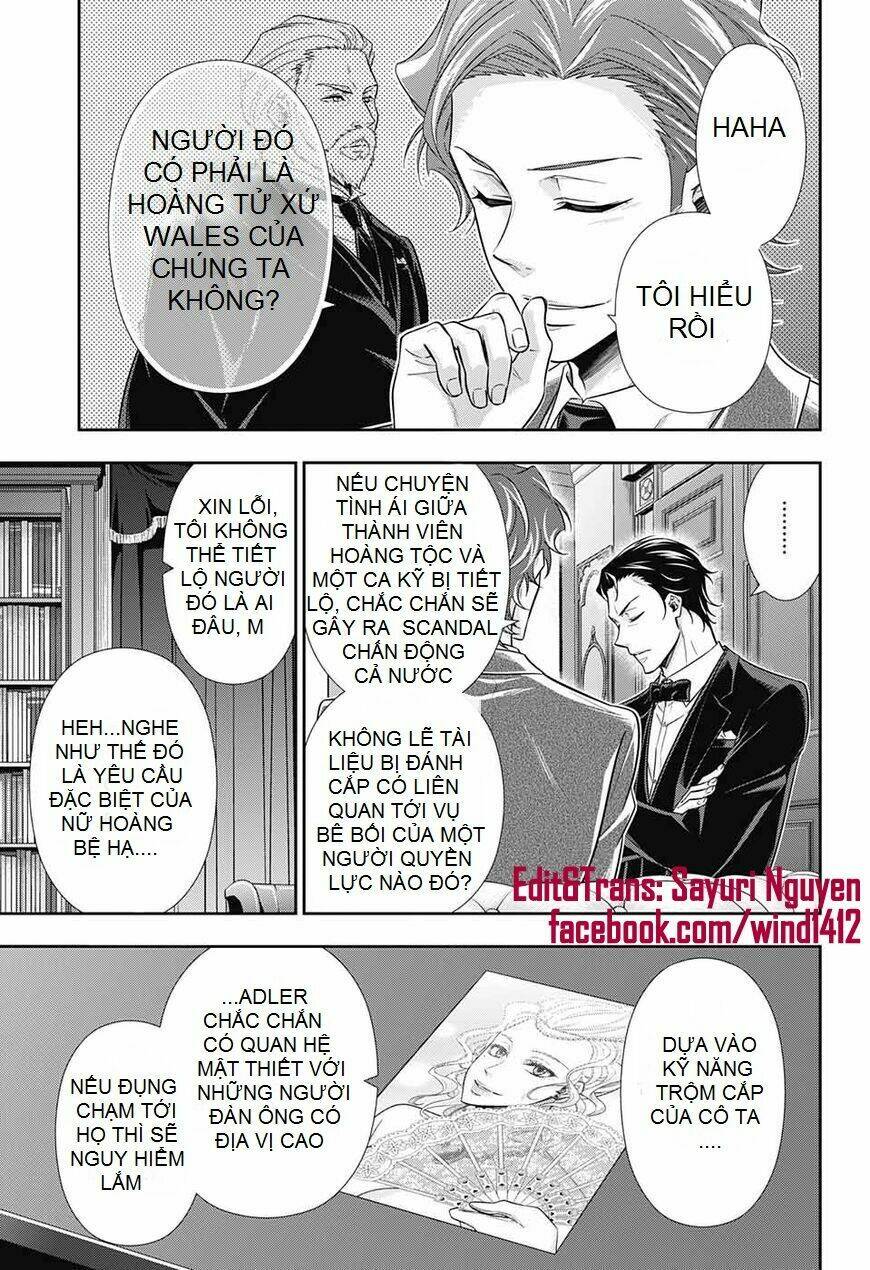 HAHA
TÔI HIỂU
RỒI
NGƯỜI ĐÓ
CÓ PHẢI LÀ
HOÀNG TỬ XỨ
WALES CỦA
CHÚNG TA
KHÔNG?
.........
NẾU CHUYỆN
TÌNH ÁI GIỮA
THÀNH VIÊN
HOÀNG TỘC VÀ
MỘT CA KỸ BỊ TIẾT
LỘ, CHẮC CHẮN SẼ
GÂY RA SCANDAL
CHẤN ĐỘNG
CẢ NƯỚC
KHÔNG LẼ TÀI
LIỆU BỊ ĐÁNH
CẮP CÓ LIÊN
QUAN TỚI VỤ
BÊ BỐI CỦA MỘT
NGƯỜI QUYỀN
LỰC NÀO ĐÓ?
XIN LỖI,
TÔI KHÔNG
THỂ TIẾT
LỘ NGƯỜI
ĐÓ LÀ AI
ĐÂU, M
HEH...NGHE
NHƯ THỂ ĐÓ
LÀ YÊU CẦU
ĐẶC BIỆT CỦA
NỮ HOÀNG
BỆ HẠ....
Edit&Trans: Sayuri Nguyen
facebook.com/wind1412
DỰA VÀO
KỸ NĂNG
TRỘM CẮP
CỦA CÔ TA
....
...ADLER
CHẮC CHẮN
CÓ QUAN HỆ
MẬT THIẾT VỚI
NHỮNG NGƯỜI
ĐÀN ÔNG CÓ
ĐỊA VỊ CAO
NẾU ĐỤNG
CHẠM TỚI
HỌ THÌ SẼ
NGUY HIỂM
LẮM